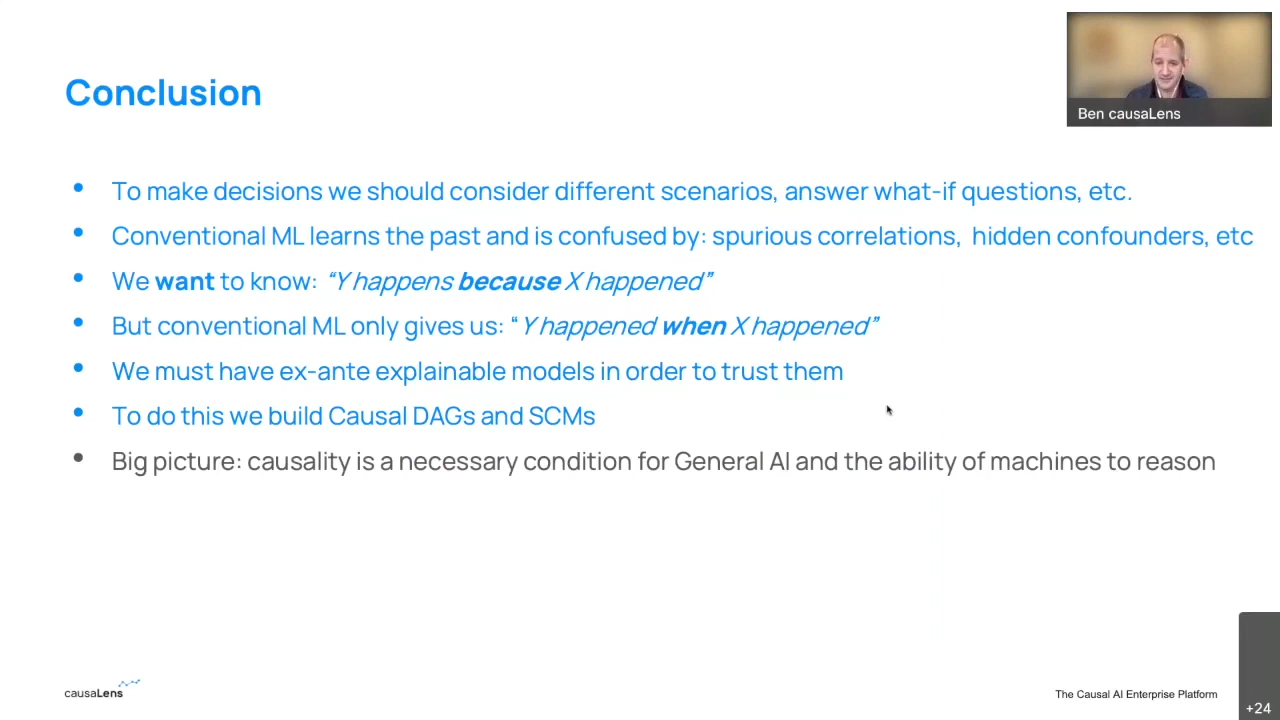 Conclusion
Ben causaLens
• To make decisions we should consider different scenarios, answer what-if questions, etc.
• Conventional ML learns the past and is confused by: spurious correlations, hidden confounders, etc
• We want to know: “Y happens because X happened”
• But conventional ML only gives us: “Y happened when X happened”
• We must have ex-ante explainable models in order to trust them
• To do this we build Causal DAGs and SCMs
• Big picture: causality is a necessary condition for General AI and the ability of machines to reason
causaLens
The Causal AI Enterprise Platform
+24